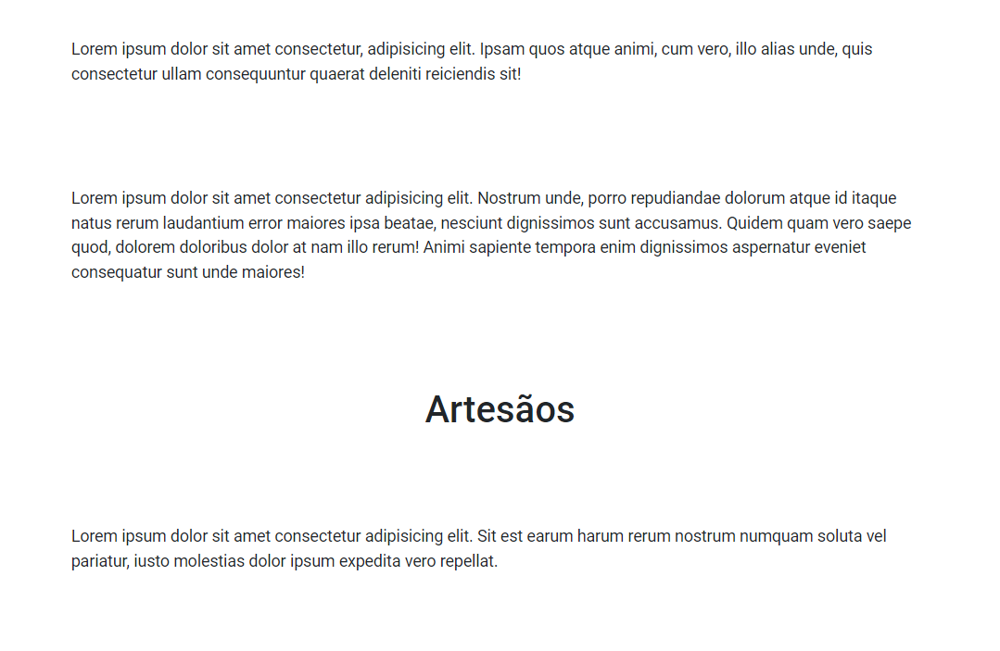 Lorem ipsum dolor sit amet consectetur, adipisicing elit. Ipsam quos atque animi, cum vero, illo alias unde, quis
consectetur ullam consequuntur quaerat deleniti reiciendis sit!
Lorem ipsum dolor sit amet consectetur adipisicing elit. Nostrum unde, porro repudiandae dolorum atque id itaque
natus rerum laudantium error maiores ipsa beatae, nesciunt dignissimos sunt accusamus. Quidem quam vero saepe
quod, dolorem doloribus dolor at nam illo rerum! Animi sapiente tempora enim dignissimos aspernatur eveniet
consequatur sunt unde maiores!
Artesãos
Lorem ipsum dolor sit amet consectetur adipisicing elit. Sit est earum harum rerum nostrum numquam soluta vel
pariatur, iusto molestias dolor ipsum expedita vero repellat.